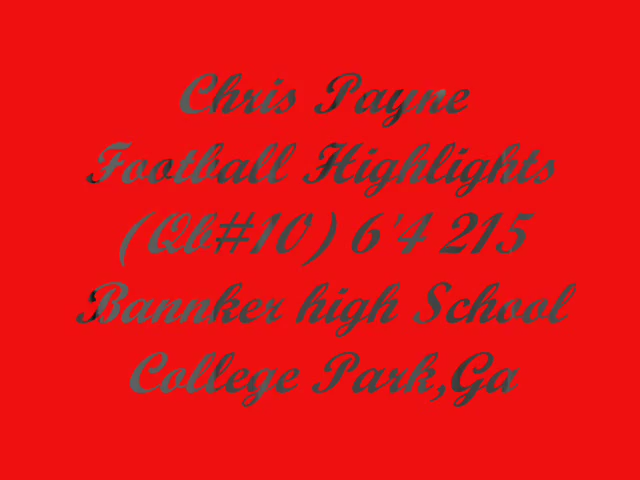 Chris Payne
Football Highlights
(Qb#10) 6'4 215
Bannker high School
College Park,Ga